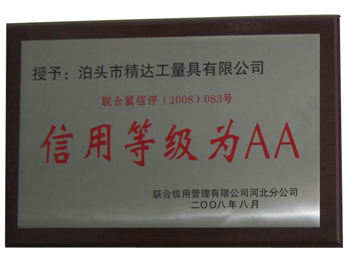 授予：泊头市精达工量具有限公司
联合冀信评（2008）083号
信用等级为AA
联合信用管理有限公司河北分公司
二〇〇八年八月